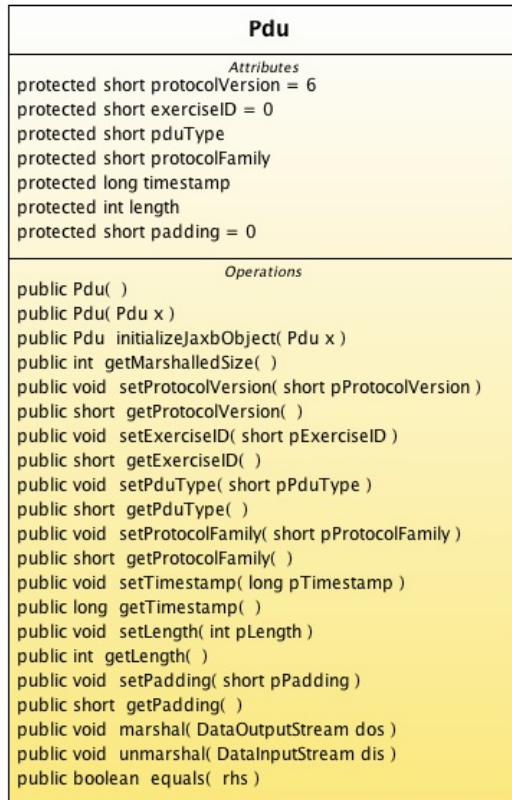 Pdu
Attributes
protected short protocolVersion = 6
protected short exerciseID = 0
protected short pduType
protected short protocolFamily
protected long timestamp
protected int length
protected short padding = 0
Operations
public Pdu( )
public Pdu( Pdu x )
public Pdu initializeJaxbObject( Pdu x )
public int getMarshalledSize( )
public void setProtocolVersion( short pProtocolVersion )
public short getProtocolVersion( )
public void setExerciseID( short pExerciseID )
public short getExerciseID( )
public void setPduType( short pPduType )
public short getPduType( )
public void setProtocolFamily( short pProtocolFamily )
public short getProtocolFamily( )
public void setTimestamp( long pTimestamp )
public long getTimestamp( )
public void setLength( int pLength )
public int getLength( )
public void setPadding( short pPadding )
public short getPadding( )
public void marshal( DataOutputStream dos )
public void unmarshal( DataInputStream dis )
public boolean equals( rhs )